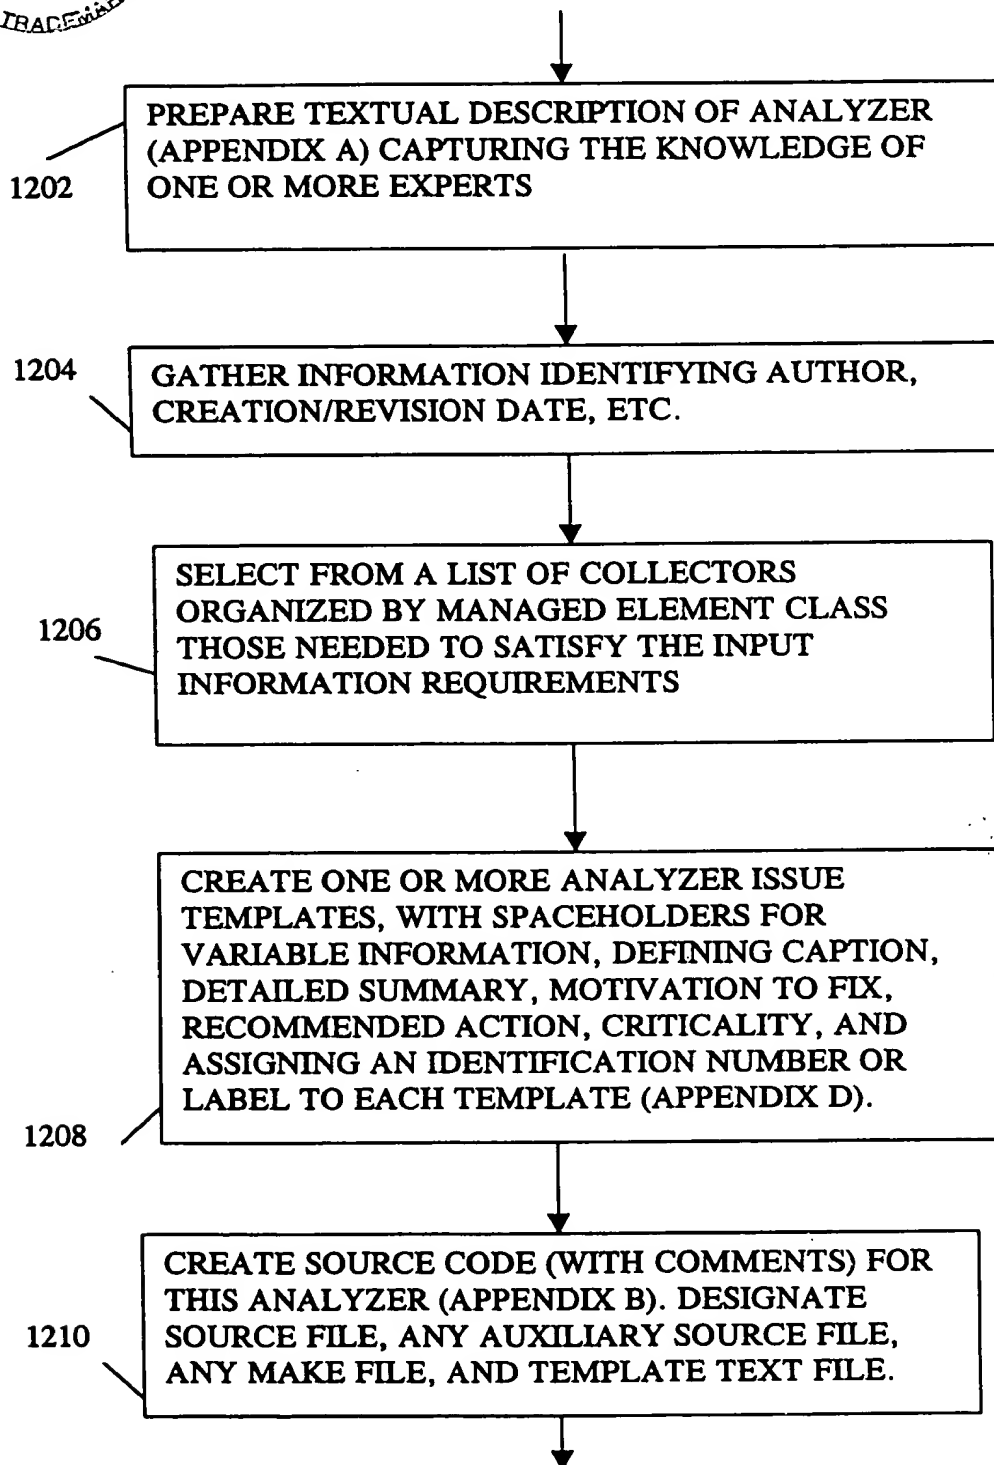 TRADEMA
PREPARE TEXTUAL DESCRIPTION OF ANALYZER
(APPENDIX A) CAPTURING THE KNOWLEDGE OF
ONE OR MORE EXPERTS
1202
1204
GATHER INFORMATION IDENTIFYING AUTHOR,
CREATION/REVISION DATE, ETC.
SELECT FROM A LIST OF COLLECTORS
ORGANIZED BY MANAGED ELEMENT CLASS
THOSE NEEDED TO SATISFY THE INPUT
INFORMATION REQUIREMENTS
1206
CREATE ONE OR MORE ANALYZER ISSUE
TEMPLATES, WITH SPACEHOLDERS FOR
VARIABLE INFORMATION, DEFINING CAPTION,
DETAILED SUMMARY, MOTIVATION TO FIX,
RECOMMENDED ACTION, CRITICALITY, AND
ASSIGNING AN IDENTIFICATION NUMBER OR
LABEL TO EACH TEMPLATE (APPENDIX D).
1208
CREATE SOURCE CODE (WITH COMMENTS) FOR
THIS ANALYZER (APPENDIX B). DESIGNATE
SOURCE FILE, ANY AUXILIARY SOURCE FILE,
ANY MAKE FILE, AND TEMPLATE TEXT FILE.
1210